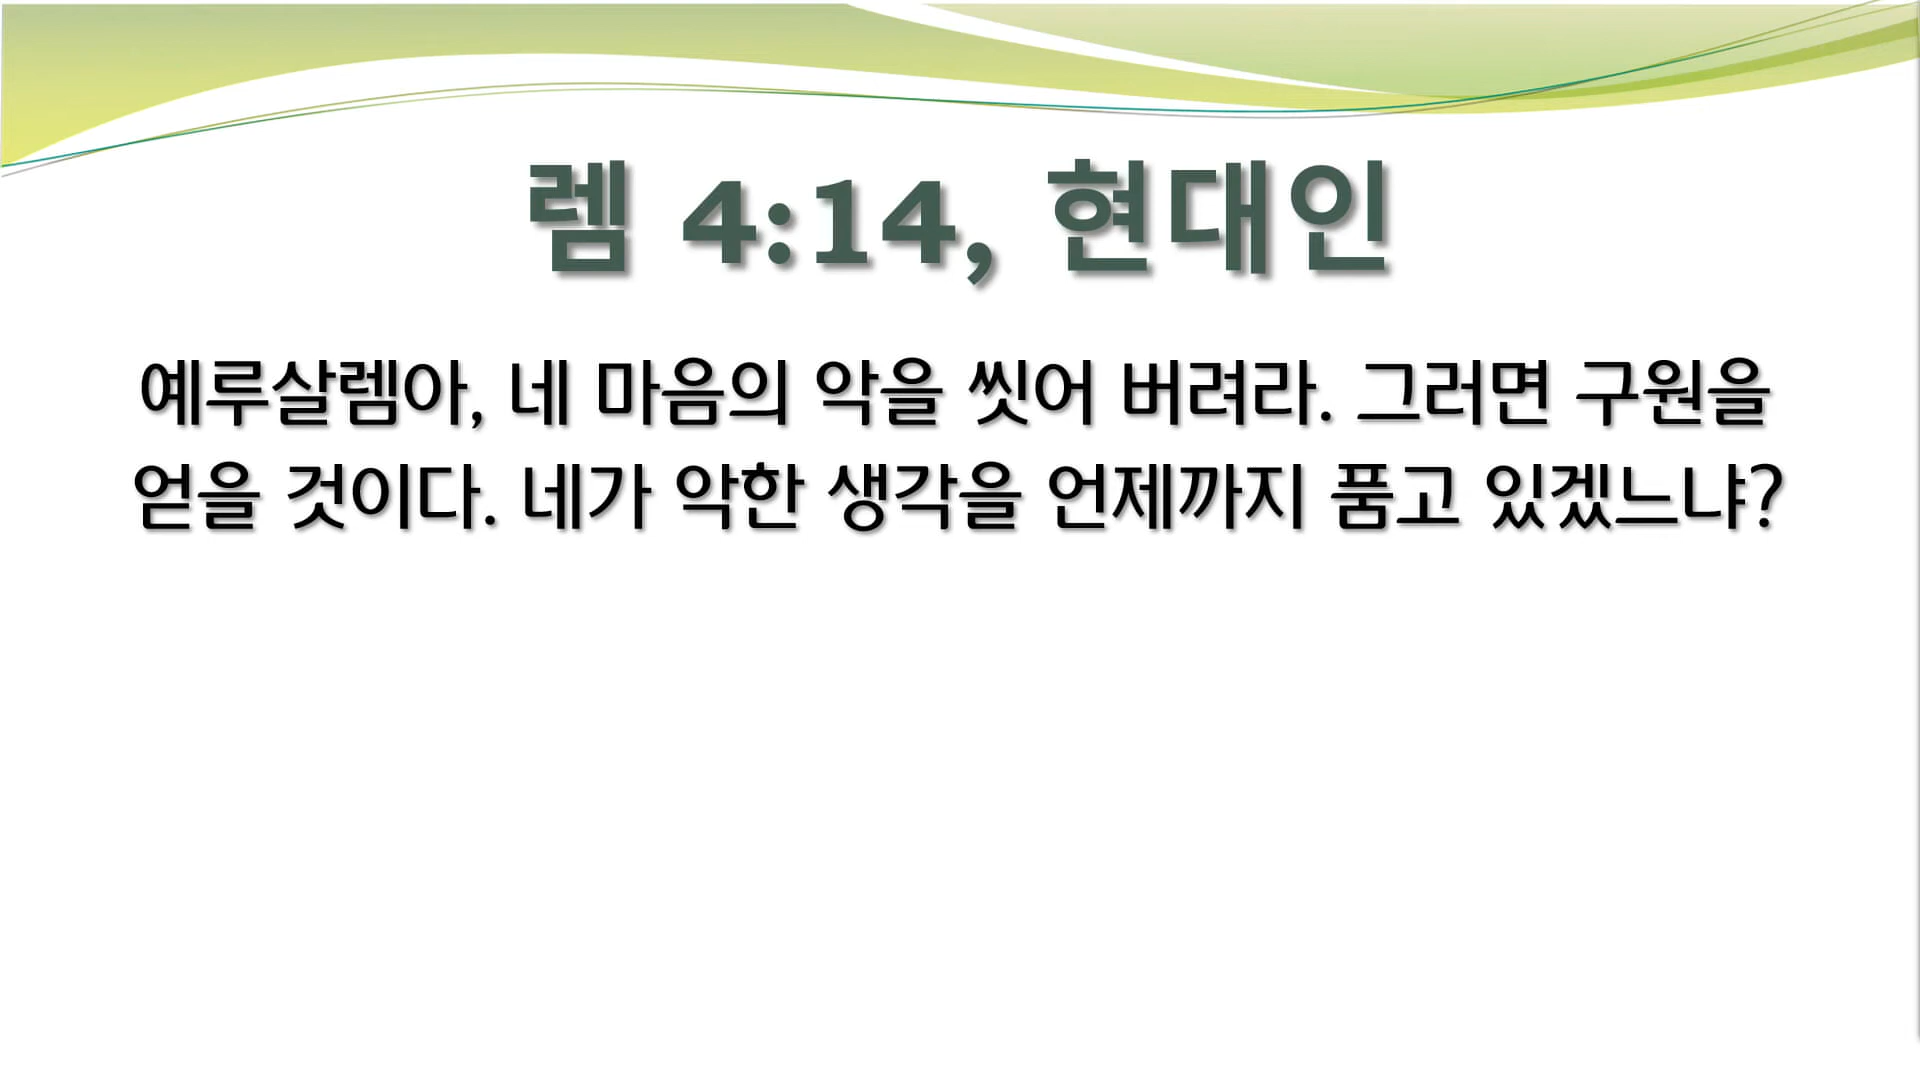 렘 4:14, 현대인
예루살렘아, 네 마음의 악을 씻어 버려라. 그러면 구원을
얻을 것이다. 네가 악한 생각을 언제까지 품고 있겠느냐?